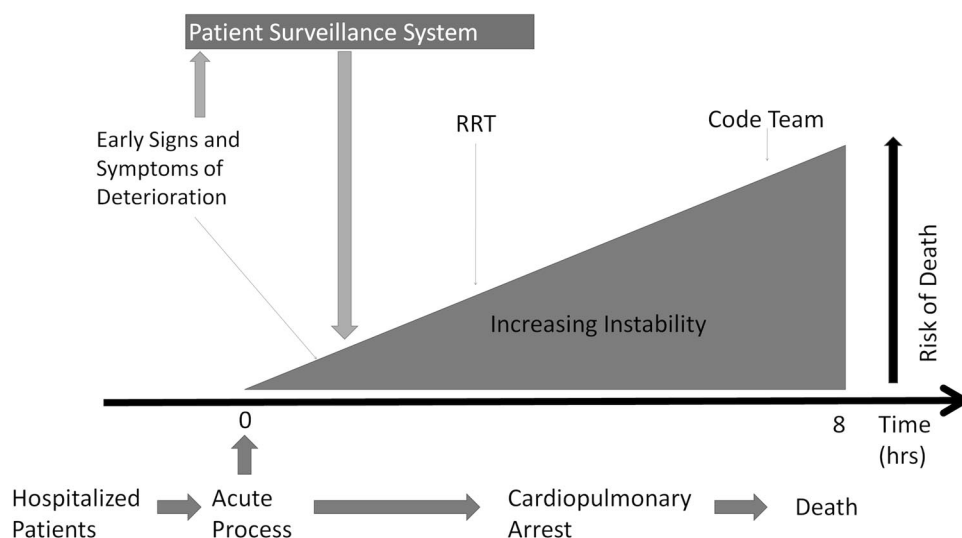 Patient Surveillance System
Early Signs and
Symptoms of
Deterioration
RRT
Code Team
Increasing Instability
Risk of Death
0
8
Time
(hrs)
Hospitalized
Patients
Acute
Process
Cardiopulmonary
Arrest
Death